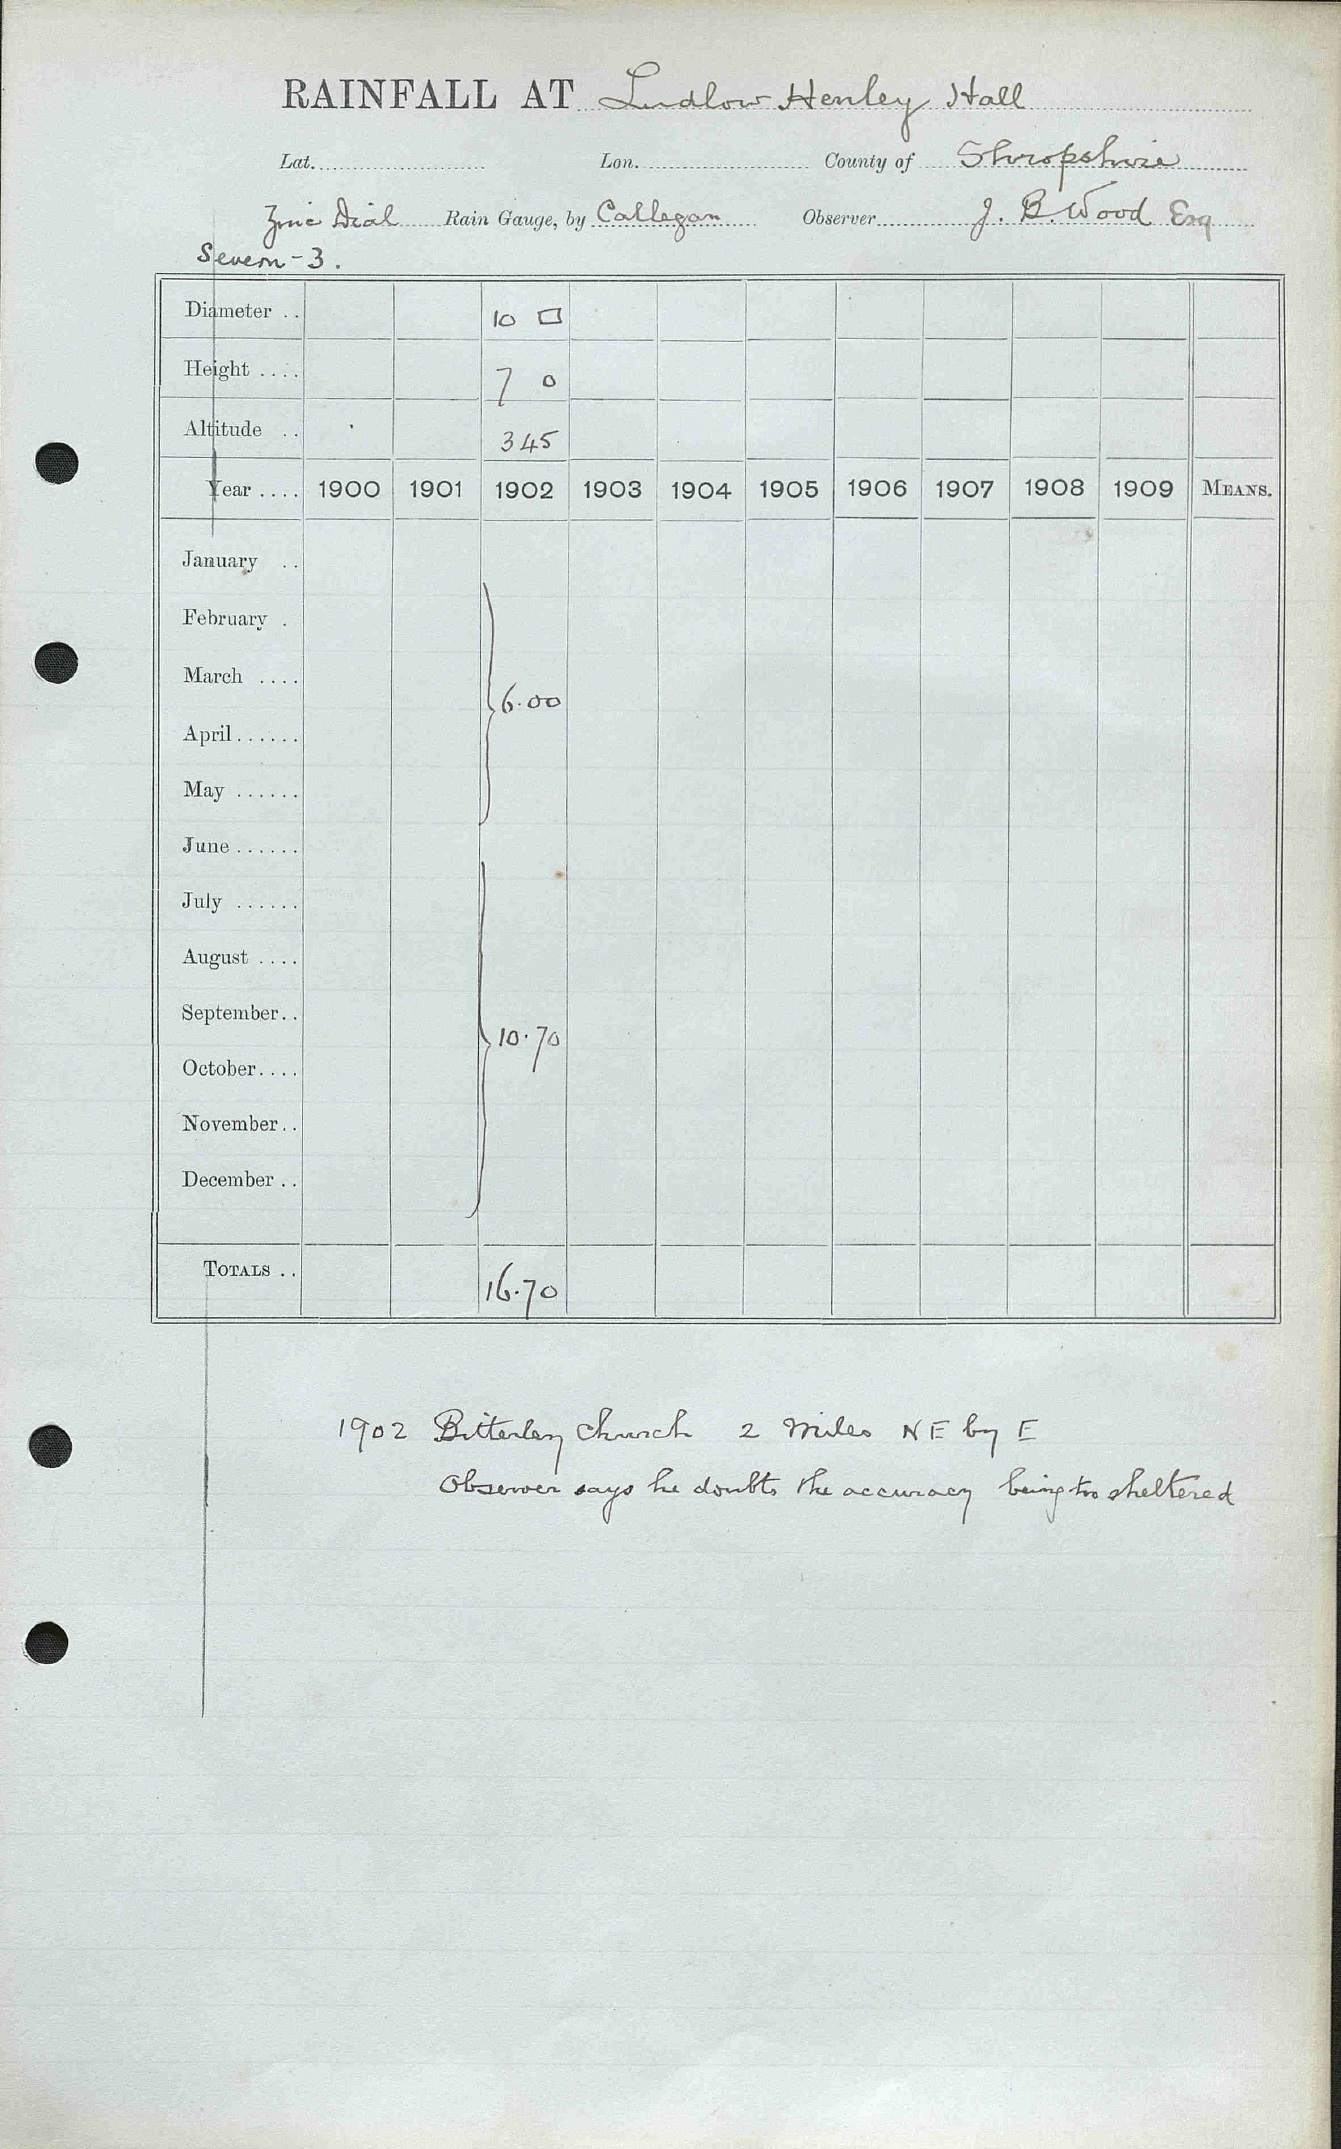 RAINFALL AT Ludlow Henley Hall
Lat. Lon. County of Shropshire
Zinc Dial Rain Gauge, by Callegan Observer J. B. Wood Esq
Severn - 3.
Diameter .. 10 □
Height .... 7 0
Altitude .. 345
Year .... 1900 1901 1902 1903 1904 1905 1906 1907 1908 1909 MEANS.
January ..
February .
March ....
6.00
April ......
May ......
June ......
July ......
August ....
September..
10.70
October....
November..
December ..
TOTALS .. 16.70
1902 Bitterley Church 2 miles NE by E
Observer says he doubts the accuracy being too sheltered